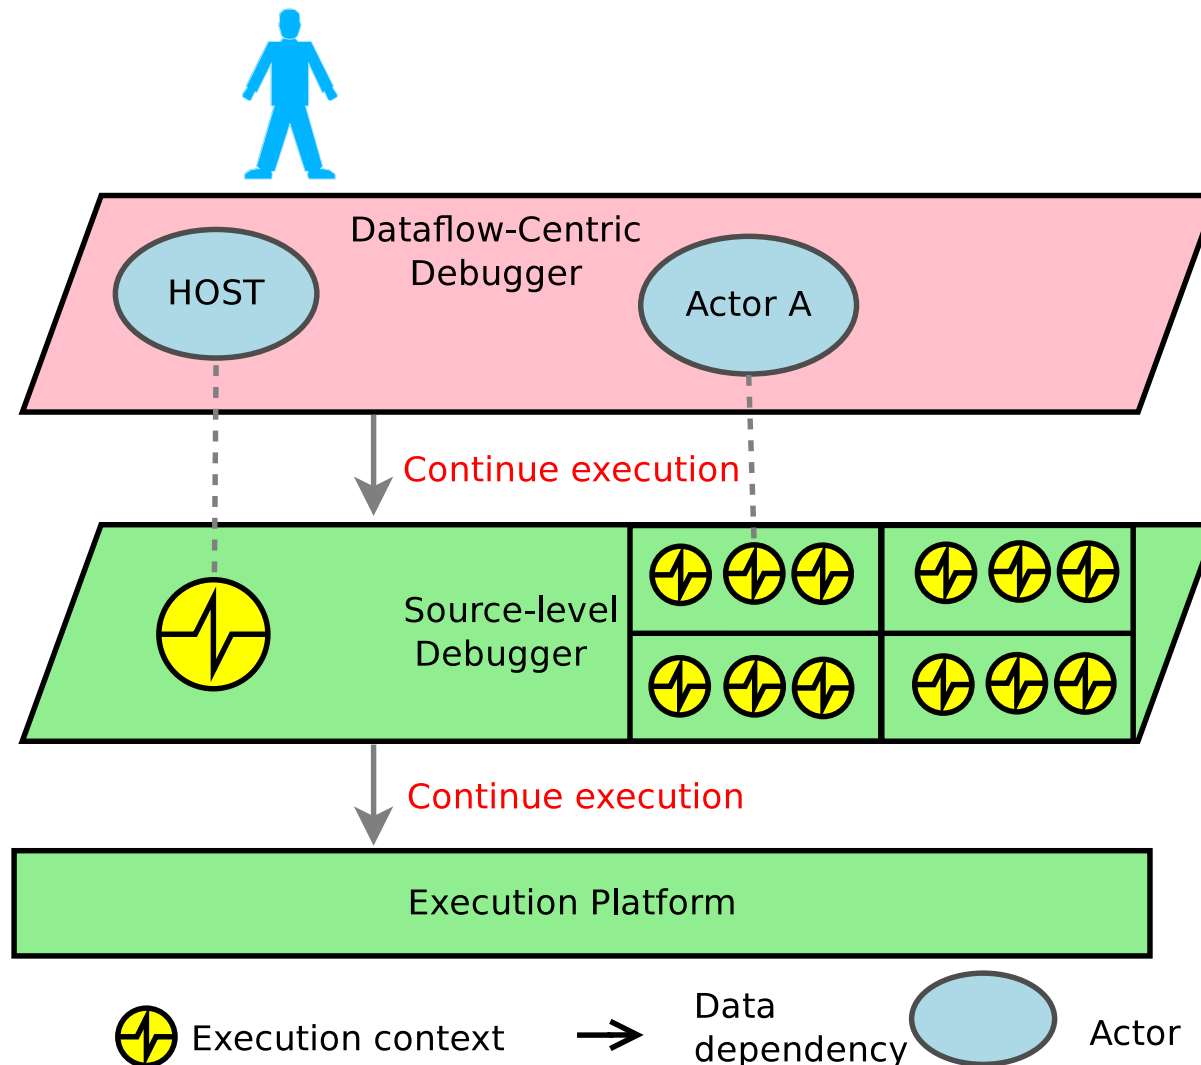 Dataflow-Centric
Debugger
HOST
Actor A
Continue execution
Source-level
Debugger
Continue execution
Execution Platform
Execution context
Data
dependency
Actor